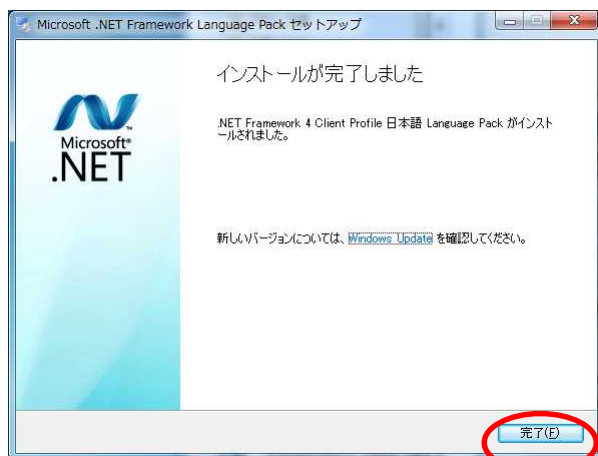 Microsoft .NET Framework Language Pack セットアップ
インストールが完了しました
Microsoft®
.NET
.NET Framework 4 Client Profile 日本語 Language Pack がインスト
ールされました。
新しいバージョンについては、Windows Update を確認してください。
完了(F)